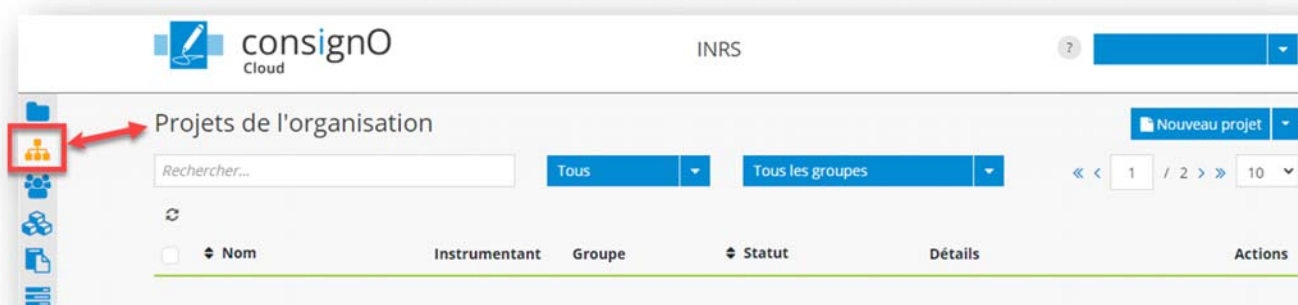 consignO
Cloud
INRS
?
Projets de l'organisation
Nouveau projet
Rechercher...
Tous
Tous les groupes
« < 1 / 2 > » 10
Nom Instrumentant Groupe Statut Détails Actions